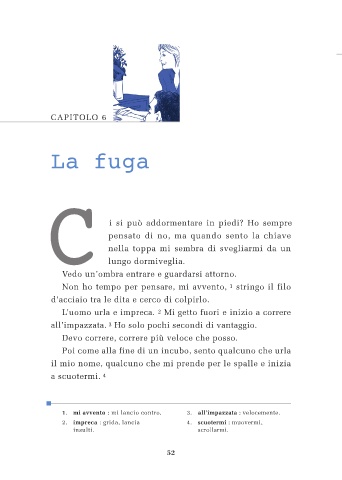 CAPITOLO 6
La fuga
Ci si può addormentare in piedi? Ho sempre
pensato di no, ma quando sento la chiave
nella toppa mi sembra di svegliarmi da un
lungo dormiveglia.
Vedo un'ombra entrare e guardarsi attorno.
Non ho tempo per pensare, mi avvento, 1 stringo il filo
d'acciaio tra le dita e cerco di colpirlo.
L'uomo urla e impreca. 2 Mi getto fuori e inizio a correre
all'impazzata. 3 Ho solo pochi secondi di vantaggio.
Devo correre, correre più veloce che posso.
Poi come alla fine di un incubo, sento qualcuno che urla
il mio nome, qualcuno che mi prende per le spalle e inizia
a scuotermi. 4
1. mi avvento : mi lancio contro.
2. impreca : grida, lancia
insulti.
3. all'impazzata : velocemente.
4. scuotermi : muovermi,
scrollarmi.
52